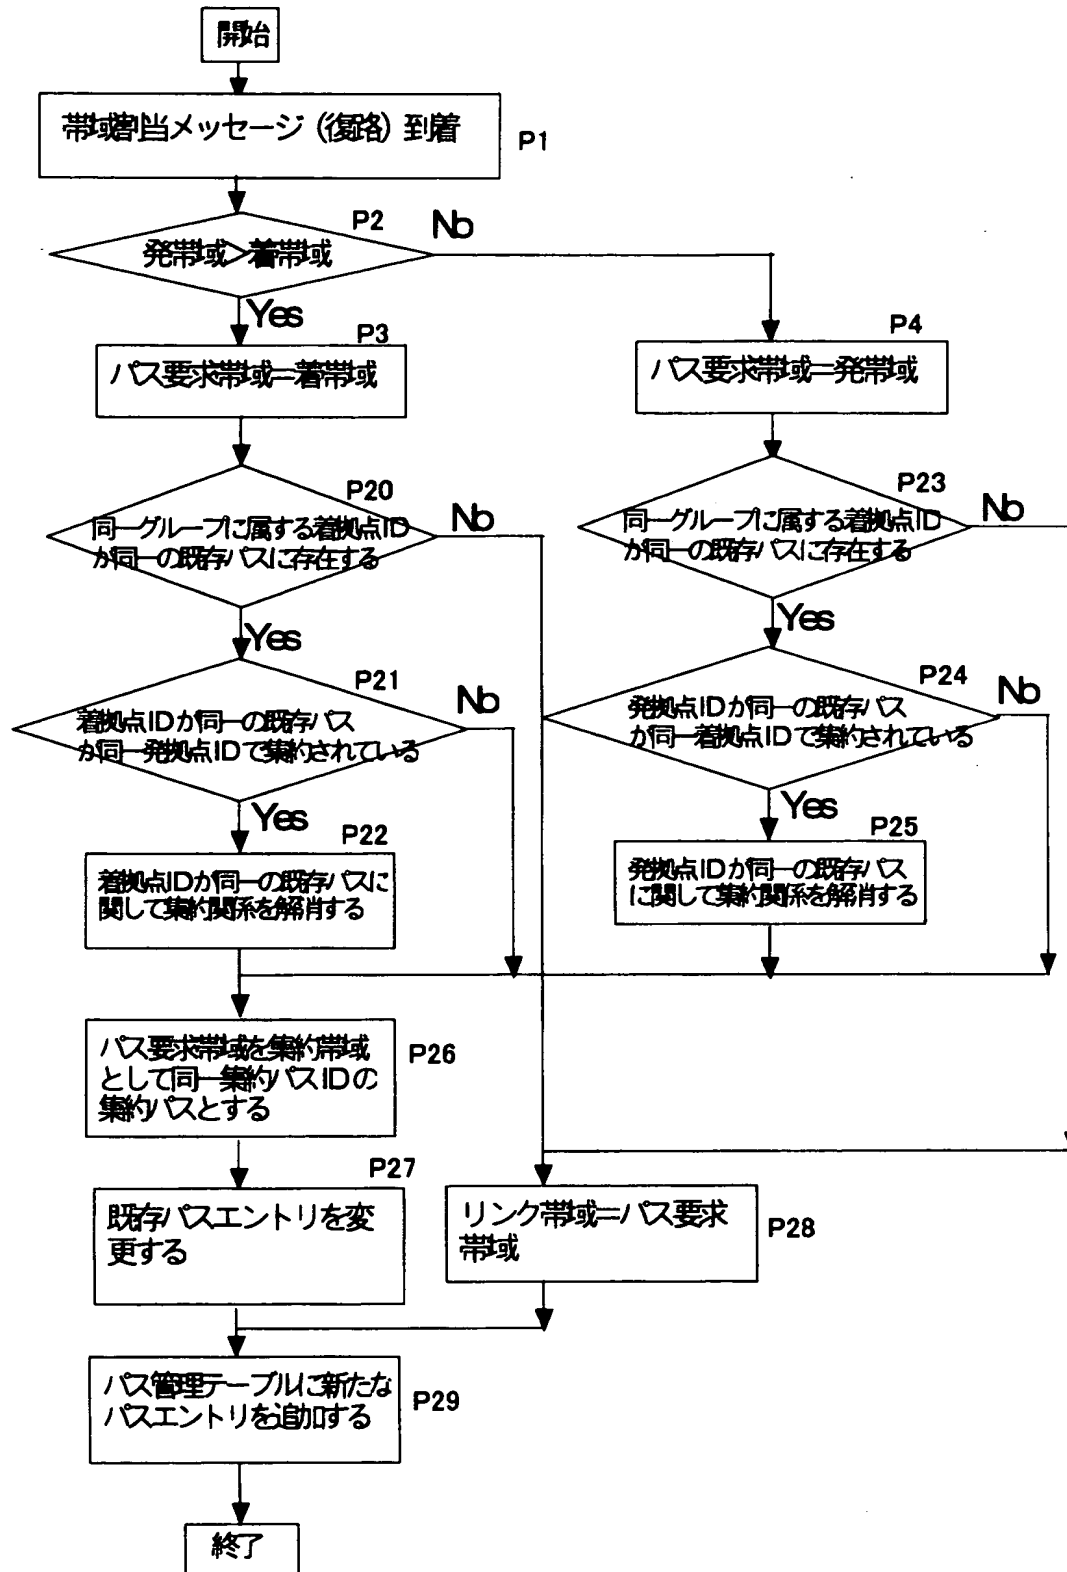 開始
帯域割当メッセージ（復路）到着
P1
P2
No
発帯域>着帯域
Yes
P3
パス要求帯域＝着帯域
P4
パス要求帯域＝発帯域
P20
No
同一グループに属する着拠点ID
が同一の既存パスに存在する
Yes
P23
No
同一グループに属する着拠点ID
が同一の既存パスに存在する
Yes
P21
No
着拠点IDが同一の既存パス
が同一発拠点IDで集約されている
Yes
P24
No
発拠点IDが同一の既存パス
が同一着拠点IDで集約されている
Yes
P22
着拠点IDが同一の既存パスに
関して集約関係を解消する
P25
発拠点IDが同一の既存パス
に関して集約関係を解消する
パス要求帯域を集約帯域
として同一集約パスIDの
集約パスとする
P26
P27
既存パスエントリを変
更する
リンク帯域＝パス要求
帯域
P28
パス管理テーブルに新たな
パスエントリを追加する
P29
終了